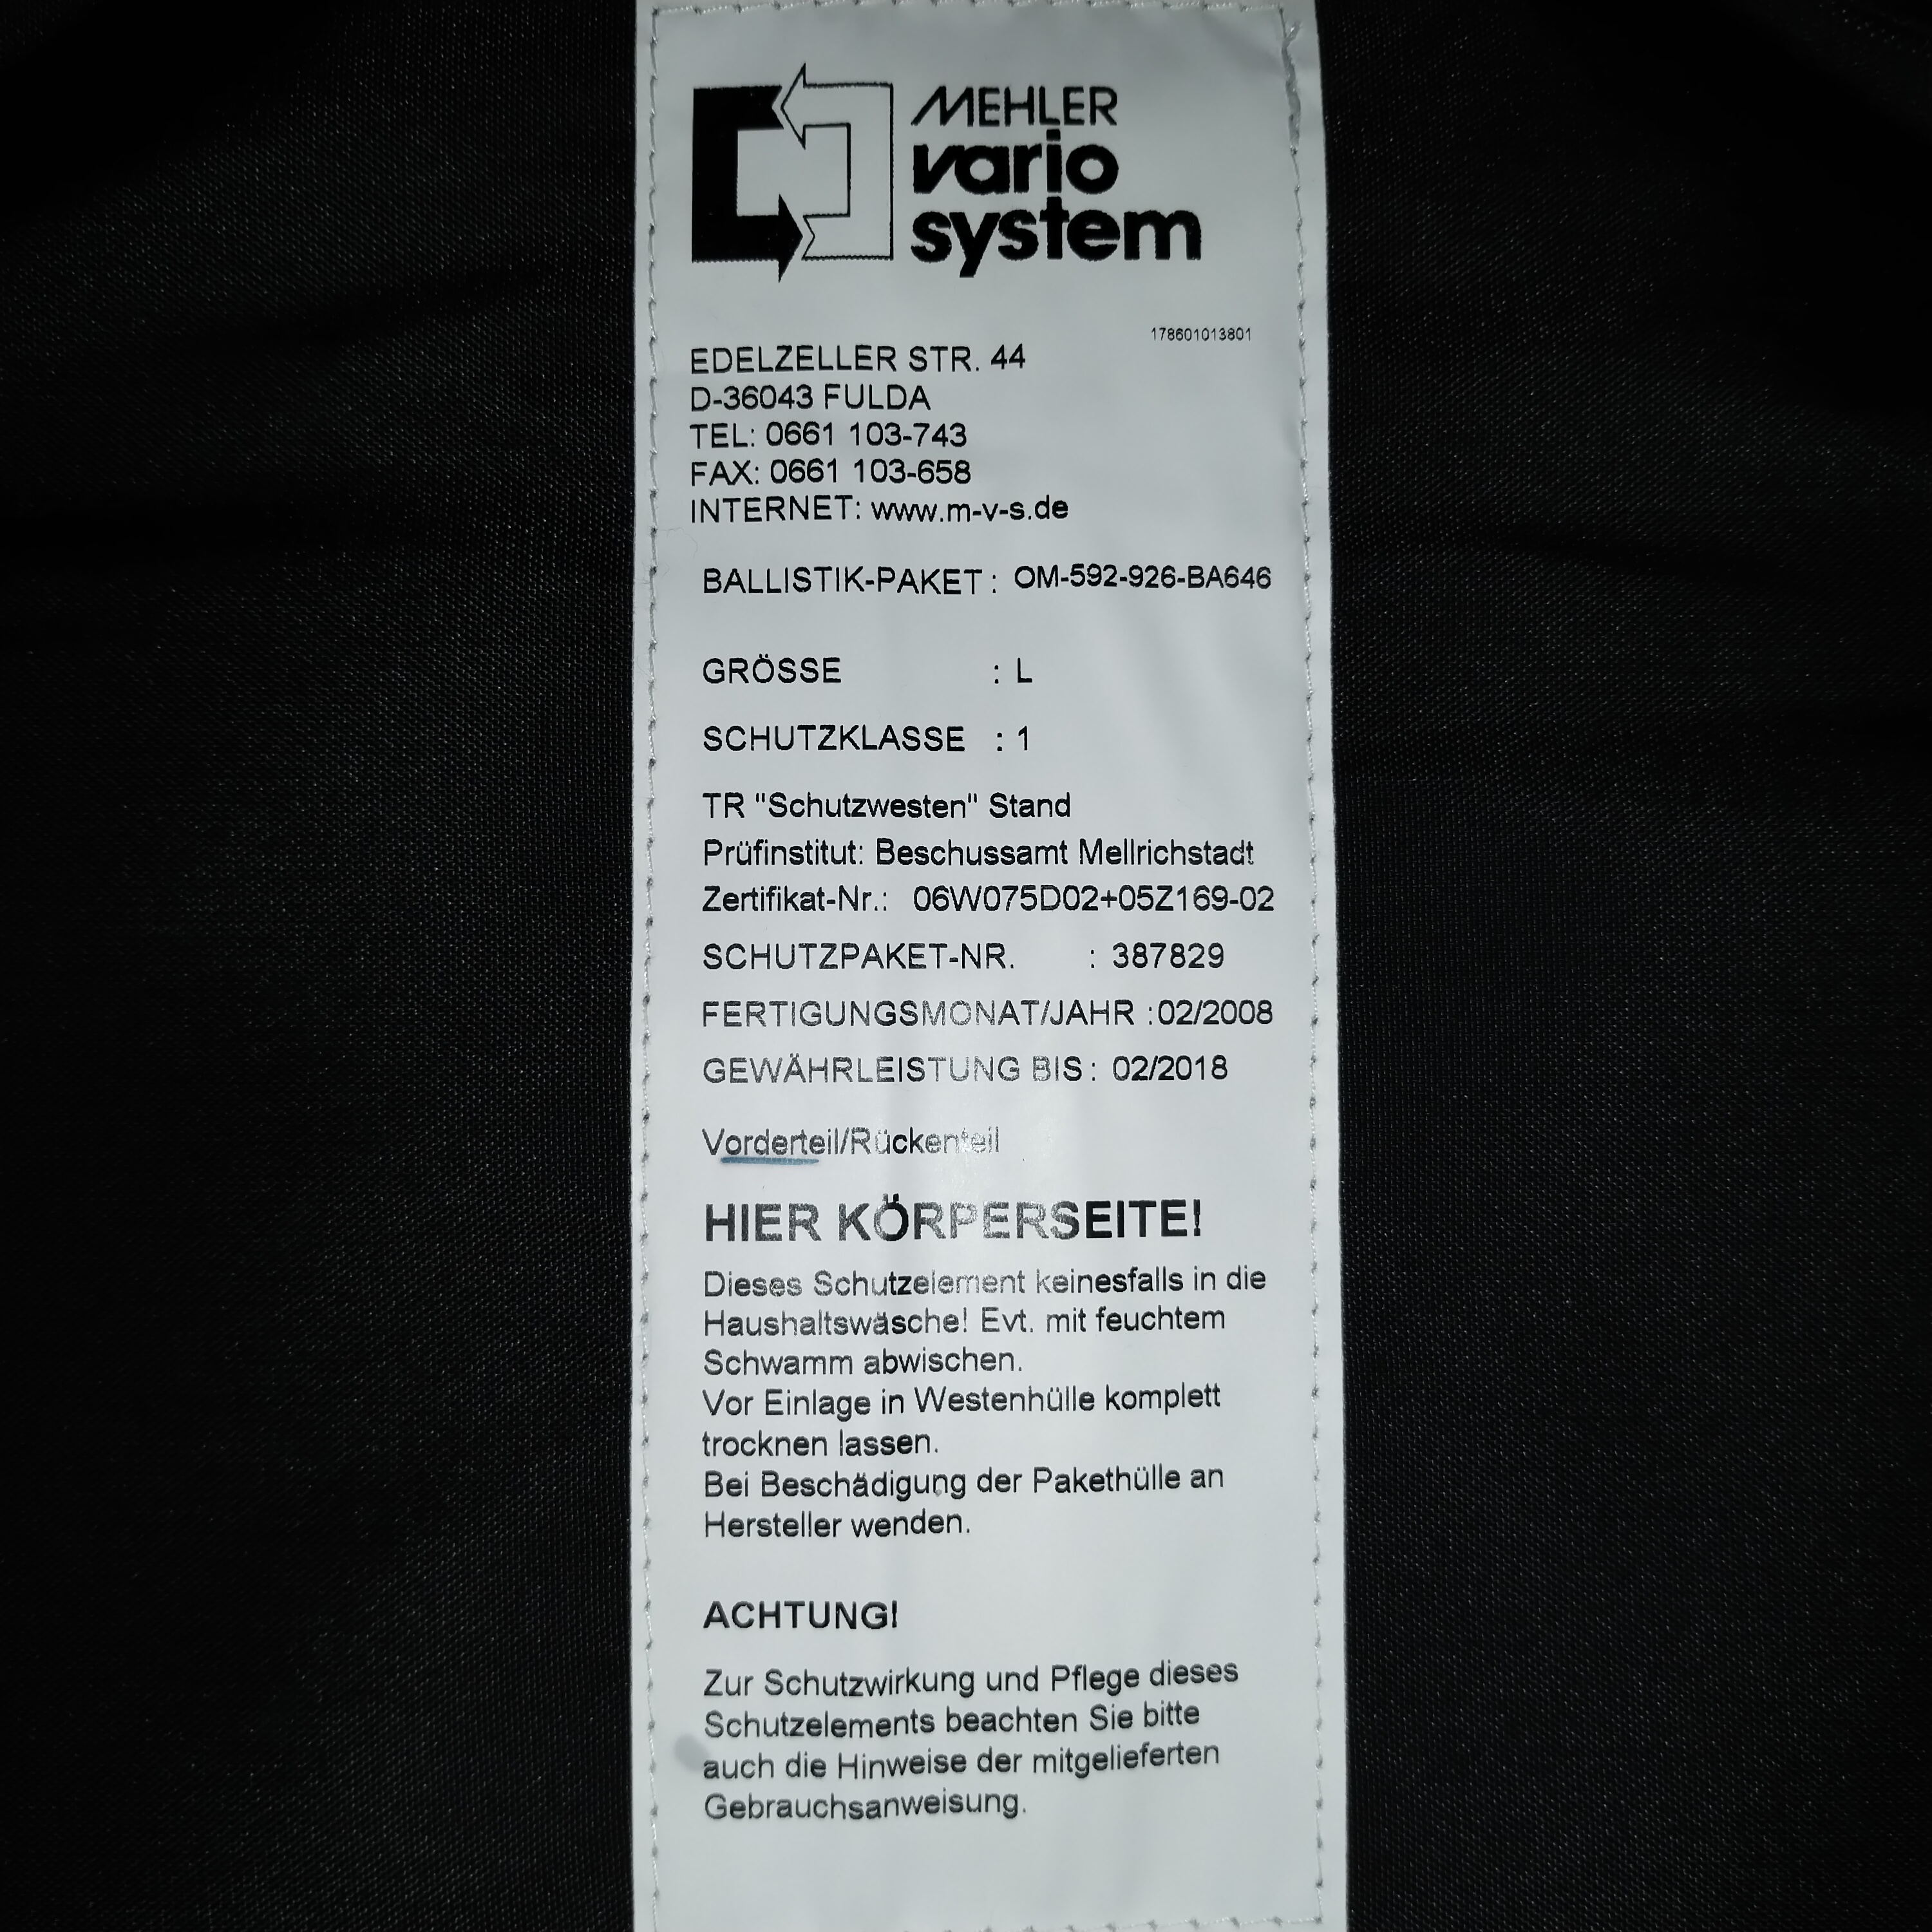 MEHLER
vario
system
178601013801
EDELZELLER STR. 44
D-36043 FULDA
TEL: 0661 103-743
FAX: 0661 103-658
INTERNET: www.m-v-s.de
BALLISTIK-PAKET : OM-592-926-BA646
GRÖSSE : L
SCHUTZKLASSE : 1
TR "Schutzwesten" Stand
Prüfinstitut: Beschussamt Mellrichstadt
Zertifikat-Nr.: 06W075D02+05Z169-02
SCHUTZPAKET-NR. : 387829
FERTIGUNGSMONAT/JAHR :02/2008
GEWÄHRLEISTUNG BIS : 02/2018
Vorderteil/Rückenteil
HIER KÖRPERSEITE!
Dieses Schutzelement keinesfalls in die
Haushaltswäsche! Evt. mit feuchtem
Schwamm abwischen.
Vor Einlage in Westenhülle komplett
trocknen lassen.
Bei Beschädigung der Pakethülle an
Hersteller wenden.
ACHTUNG!
Zur Schutzwirkung und Pflege dieses
Schutzelements beachten Sie bitte
auch die Hinweise der mitgelieferten
Gebrauchsanweisung.